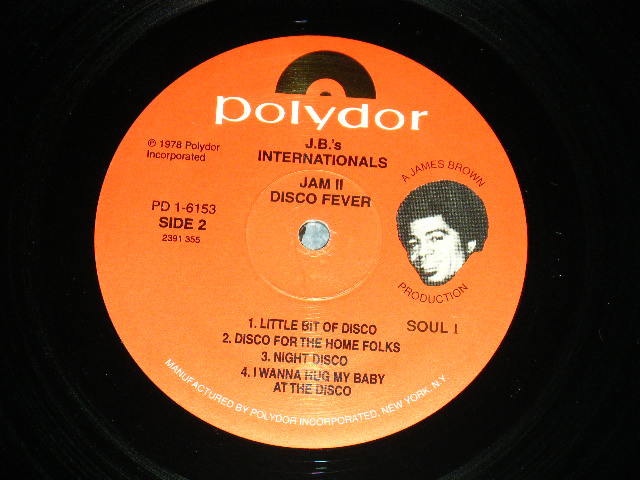 polydor
J.B.'s
INTERNATIONALS
℗ 1978 Polydor
Incorporated
JAM II
DISCO FEVER
A JAMES BROWN
PRODUCTION
PD 1-6153
SIDE 2
2391 355
SOUL I
1. LITTLE BIT OF DISCO
2. DISCO FOR THE HOME FOLKS
3. NIGHT DISCO
4. I WANNA HUG MY BABY
AT THE DISCO
MANUFACTURED BY POLYDOR INCORPORATED, NEW YORK, N.Y.